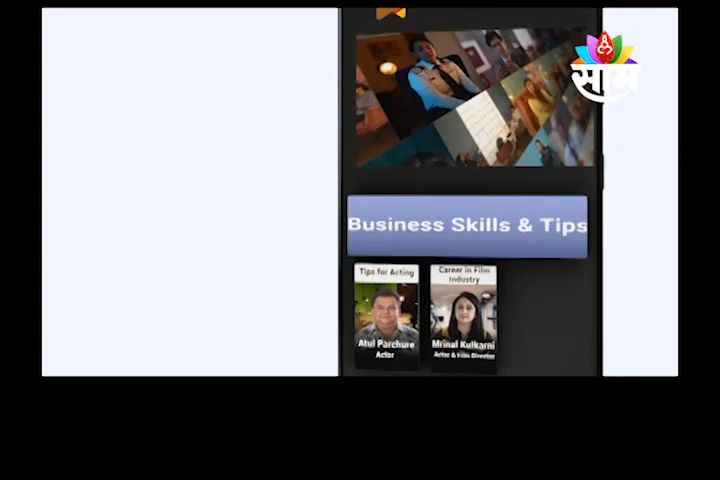 साम
Business Skills & Tips
Tips for Acting
Atul Parchure
Actor
Career in Film
Industry
Mrinal Kulkarni
Actor & Film Director